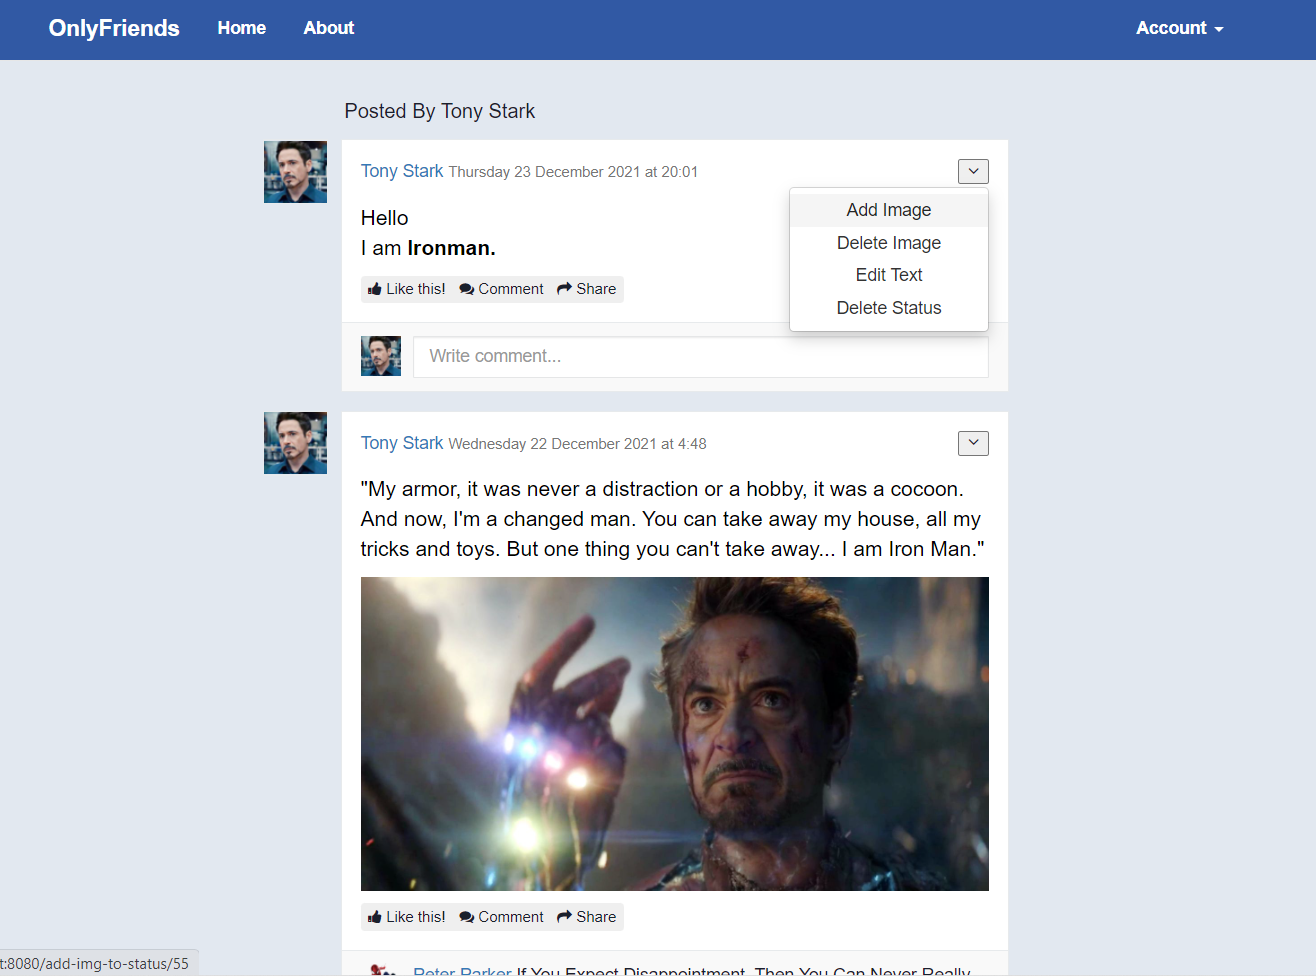 OnlyFriends Home About Account
Posted By Tony Stark
Tony Stark Thursday 23 December 2021 at 20:01
Hello
I am Ironman.
Add Image
Delete Image
Edit Text
Delete Status
Like this! Comment Share
Write comment...
Tony Stark Wednesday 22 December 2021 at 4:48
"My armor, it was never a distraction or a hobby, it was a cocoon.
And now, I'm a changed man. You can take away my house, all my
tricks and toys. But one thing you can't take away... I am Iron Man."
Like this! Comment Share
Peter Parker If You Expect Disappointment, Then You Can Never Really
t:8080/add-img-to-status/55